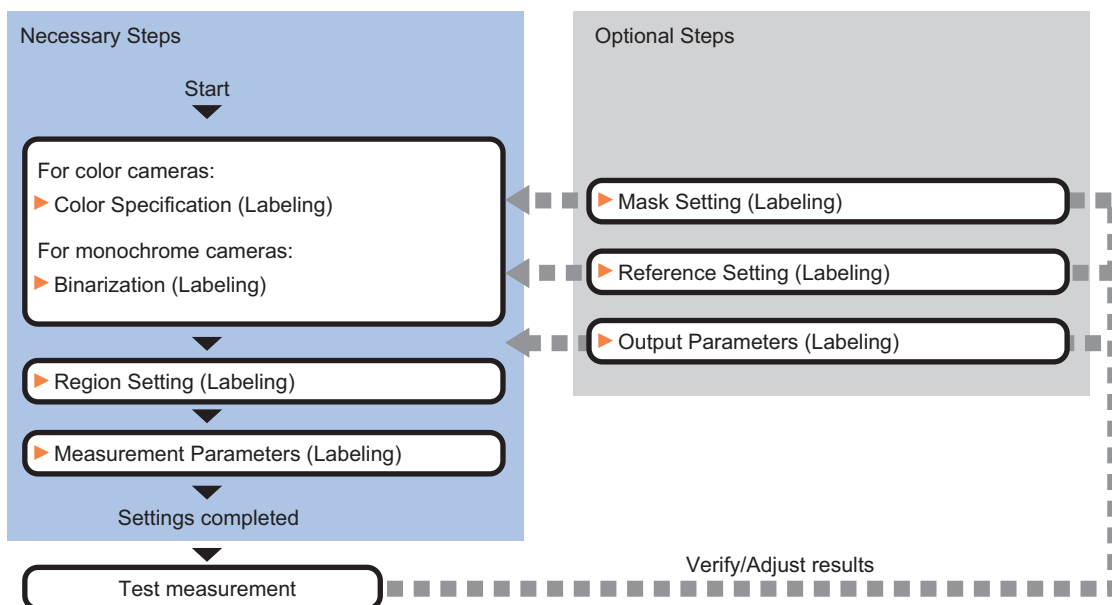 Necessary Steps
Start
For color cameras:
Color Specification (Labeling)
For monochrome cameras:
Binarization (Labeling)
Region Setting (Labeling)
Measurement Parameters (Labeling)
Settings completed
Test measurement
Optional Steps
Mask Setting (Labeling)
Reference Setting (Labeling)
Output Parameters (Labeling)
Verify/Adjust results